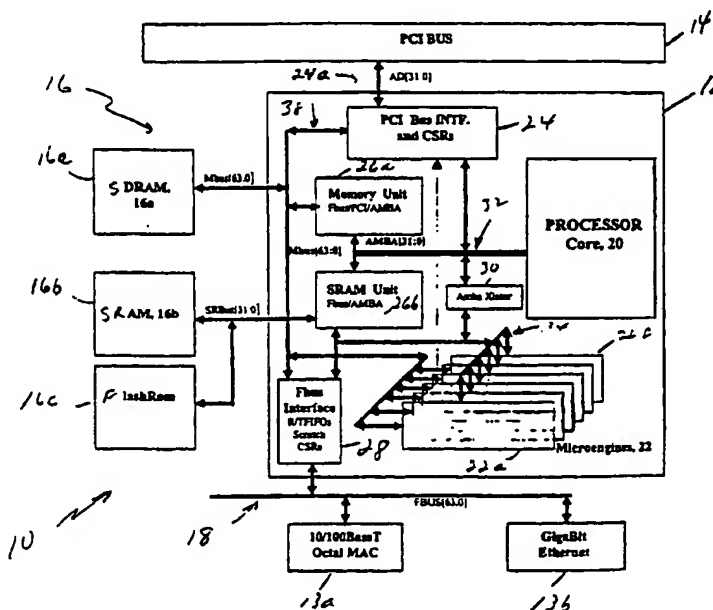 PCI BUS
14
24a
AD[31:0]
16
38
PCI Bus INTF.
and CSRs
24
16a
SDRAM,
16a
Mbus[63:0]
26a
Memory Unit
Fbus/PCI/AMBA
32
PROCESSOR
Core, 20
Mbus(63:0]
AMBA[31:0]
30
16b
SRAM, 16b
SRBus[31:0]
SRAM Unit
Fbus/AMBA
26b
16c
FlashRom
Fbus
Interface
R/TFIFOs
Scratch
CSRs
28
22a
Microengines, 22
10
18
FBUS[63:0]
10/100BaseT
Octal MAC
GigaBit
Ethernet
13a
13b